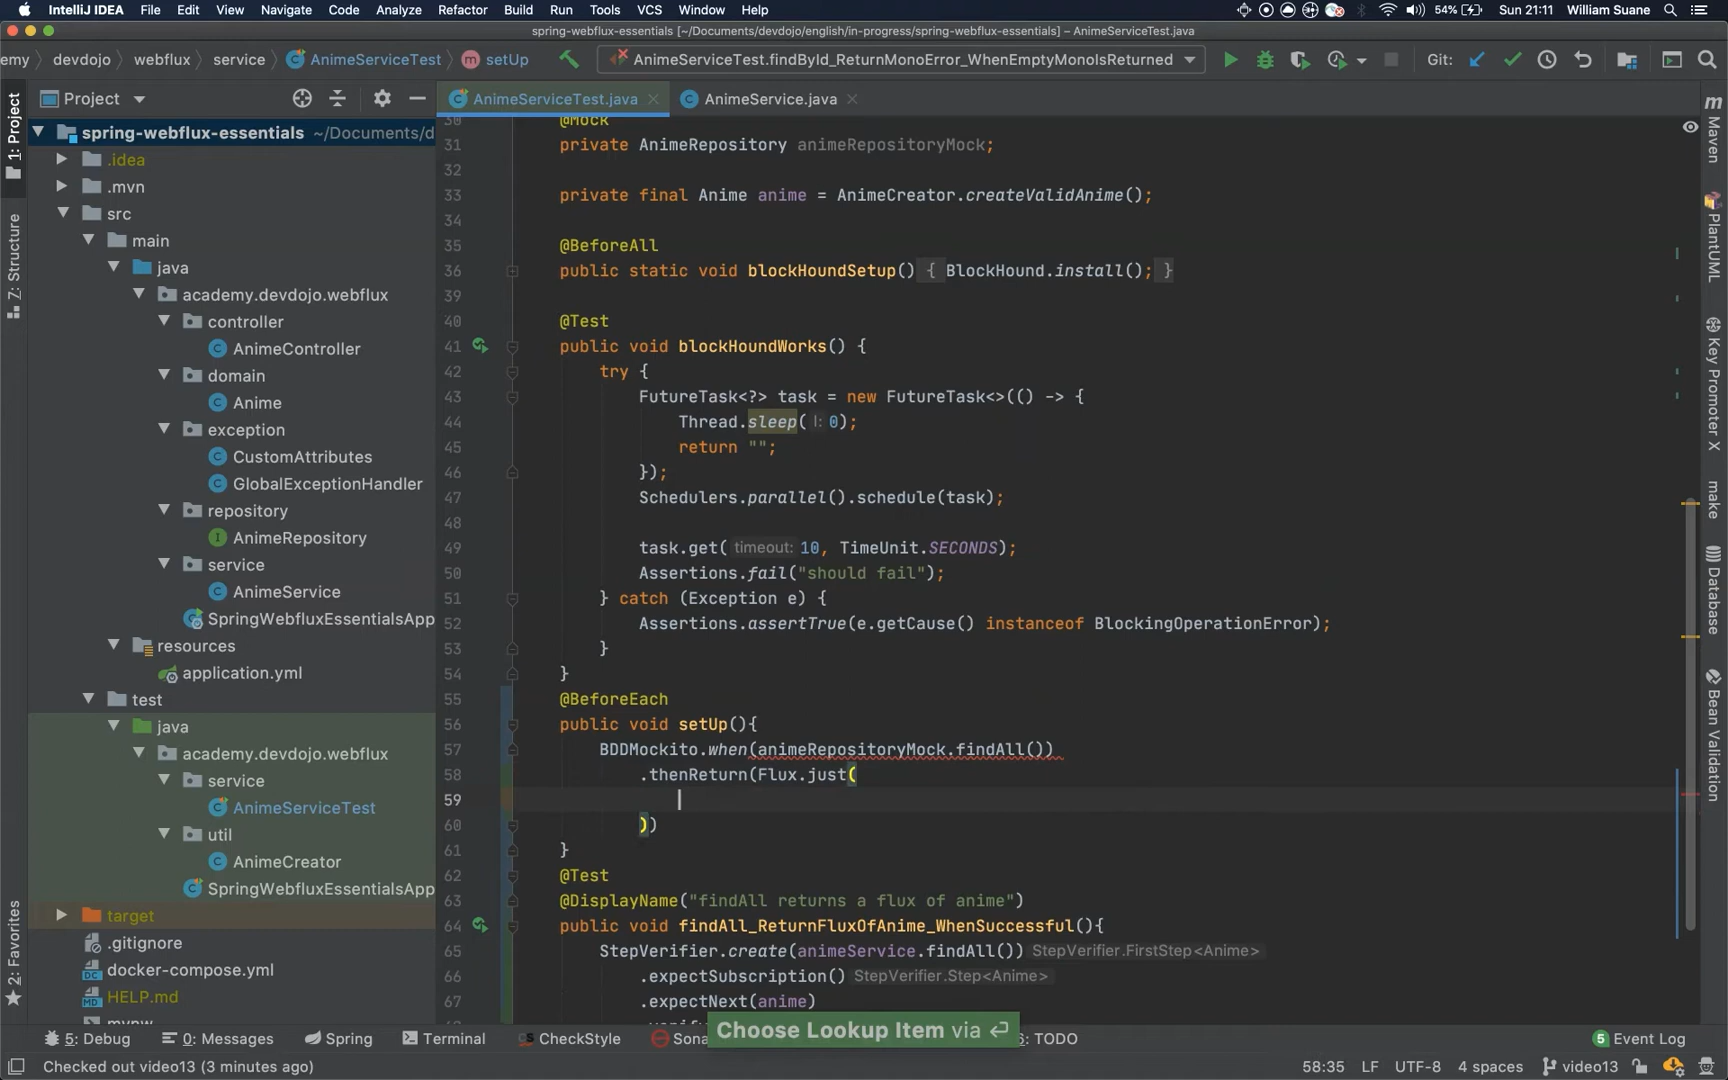 IntelliJ IDEA File Edit View Navigate Code Analyze Refactor Build Run Tools VCS Window Help 54% Sun 21:11 William Suane
spring-webflux-essentials [~/Documents/devdojo/english/in-progress/spring-webflux-essentials] – AnimeServiceTest.java
emy devdojo webflux service AnimeServiceTest m setUp AnimeServiceTest.findById_ReturnMonoError_WhenEmptyMonoIsReturned Git:
Project AnimeServiceTest.java AnimeService.java
1: Project
7: Structure
2: Favorites
spring-webflux-essentials ~/Documents/d
.idea
.mvn
src
main
java
academy.devdojo.webflux
controller
AnimeController
domain
Anime
exception
CustomAttributes
GlobalExceptionHandler
repository
AnimeRepository
service
AnimeService
SpringWebfluxEssentialsApp
resources
application.yml
test
java
academy.devdojo.webflux
service
AnimeServiceTest
util
AnimeCreator
SpringWebfluxEssentialsApp
target
.gitignore
docker-compose.yml
HELP.md
mvnw
30 @Mock
31 private AnimeRepository animeRepositoryMock;
32
33 private final Anime anime = AnimeCreator.createValidAnime();
34
35 @BeforeAll
36 public static void blockHoundSetup() { BlockHound.install(); }
39
40 @Test
41 public void blockHoundWorks() {
42 try {
43 FutureTask<?> task = new FutureTask<>(() -> {
44 Thread.sleep( l: 0);
45 return "";
46 });
47 Schedulers.parallel().schedule(task);
48
49 task.get( timeout: 10, TimeUnit.SECONDS);
50 Assertions.fail("should fail");
51 } catch (Exception e) {
52 Assertions.assertTrue(e.getCause() instanceof BlockingOperationError);
53 }
54 }
55 @BeforeEach
56 public void setUp(){
57 BDDMockito.when(animeRepositoryMock.findAll())
58 .thenReturn(Flux.just(
59
60 ))
61 }
62 @Test
63 @DisplayName("findAll returns a flux of anime")
64 public void findAll_ReturnFluxOfAnime_WhenSuccessful(){
65 StepVerifier.create(animeService.findAll()) StepVerifier.FirstStep<Anime>
66 .expectSubscription() StepVerifier.Step<Anime>
67 .expectNext(anime)
m Maven
PlantUML
Key Promoter X
make
Database
Bean Validation
Choose Lookup Item via ⏎
5: Debug 0: Messages Spring Terminal CheckStyle Sona 6: TODO 5 Event Log
Checked out video13 (3 minutes ago) 58:35 LF UTF-8 4 spaces video13